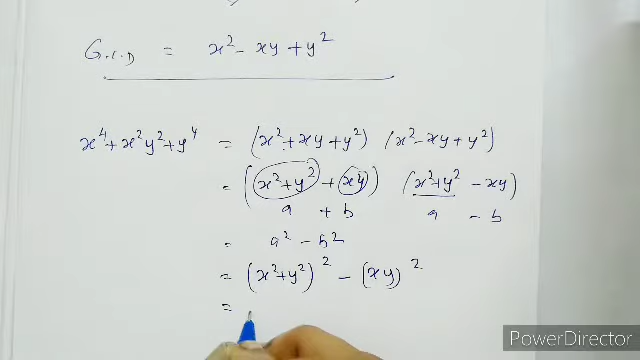 G.C.D = x² - xy + y²
x⁴ + x²y² + y⁴ = (x² + xy + y²) (x² - xy + y²)
= (x² + y² + xy) (x² + y² - xy)
a + b a - b
= a² - b²
= (x² + y²)² - (xy)²
=
PowerDirector